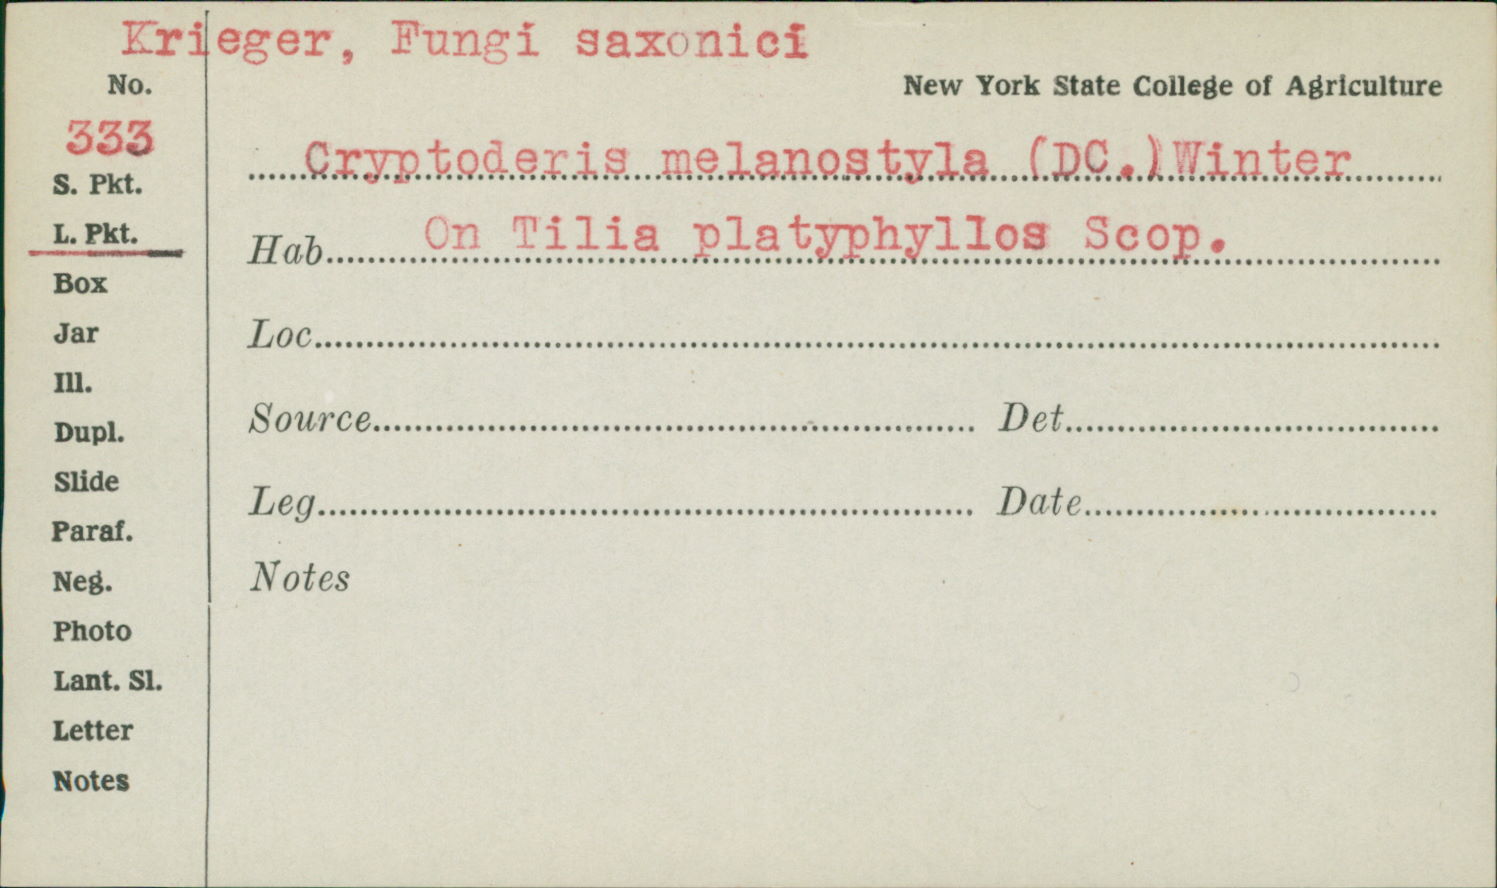 Krieger, Fungi saxonici
No.
New York State College of Agriculture
333
Cryptoderis melanostyla (DC.)Winter
S. Pkt.
L. Pkt.
Hab. On Tilia platyphyllos Scop.
Box
Jar
Loc.
Ill.
Dupl.
Source Det.
Slide
Leg. Date
Paraf.
Neg.
Notes
Photo
Lant. Sl.
Letter
Notes